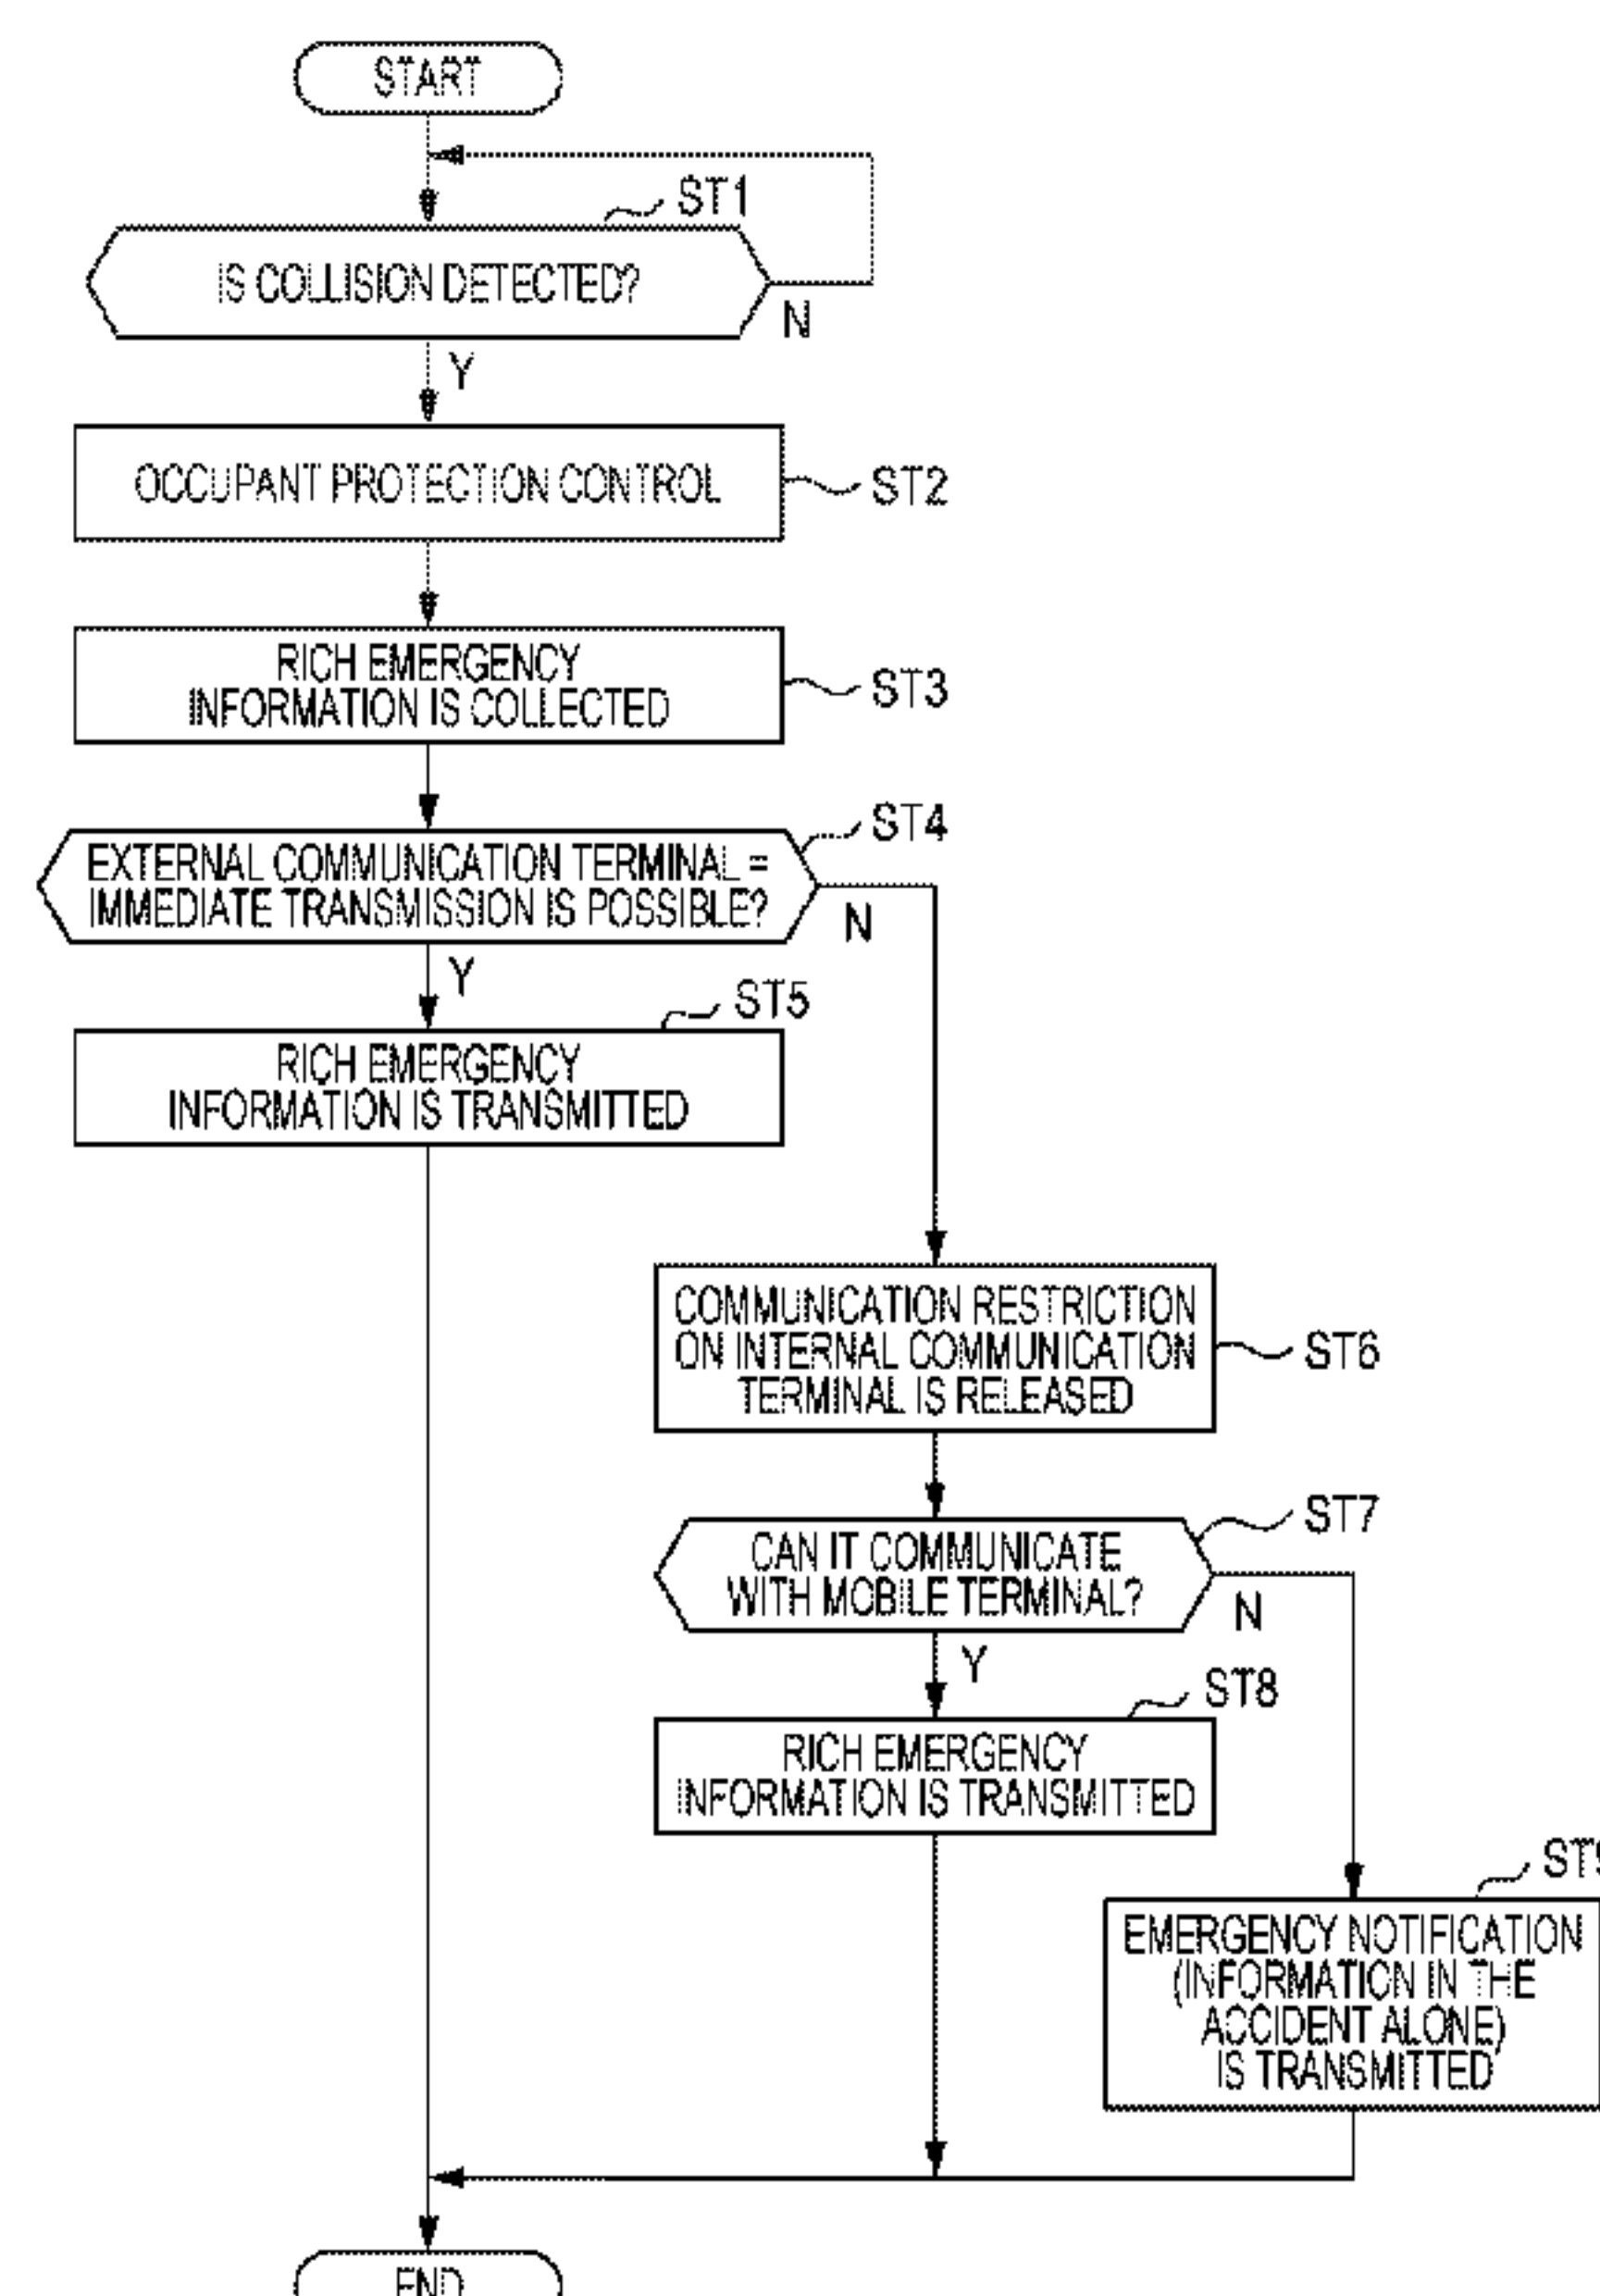 START
ST1
IS COLLISION DETECTED?
N
Y
OCCUPANT PROTECTION CONTROL
ST2
RICH EMERGENCY
INFORMATION IS COLLECTED
ST3
ST4
EXTERNAL COMMUNICATION TERMINAL =
IMMEDIATE TRANSMISSION IS POSSIBLE?
N
Y
ST5
RICH EMERGENCY
INFORMATION IS TRANSMITTED
COMMUNICATION RESTRICTION
ON INTERNAL COMMUNICATION
TERMINAL IS RELEASED
ST6
ST7
CAN IT COMMUNICATE
WITH MOBILE TERMINAL?
N
Y
ST8
RICH EMERGENCY
INFORMATION IS TRANSMITTED
ST9
EMERGENCY NOTIFICATION
(INFORMATION IN THE
ACCIDENT ALONE)
IS TRANSMITTED
END